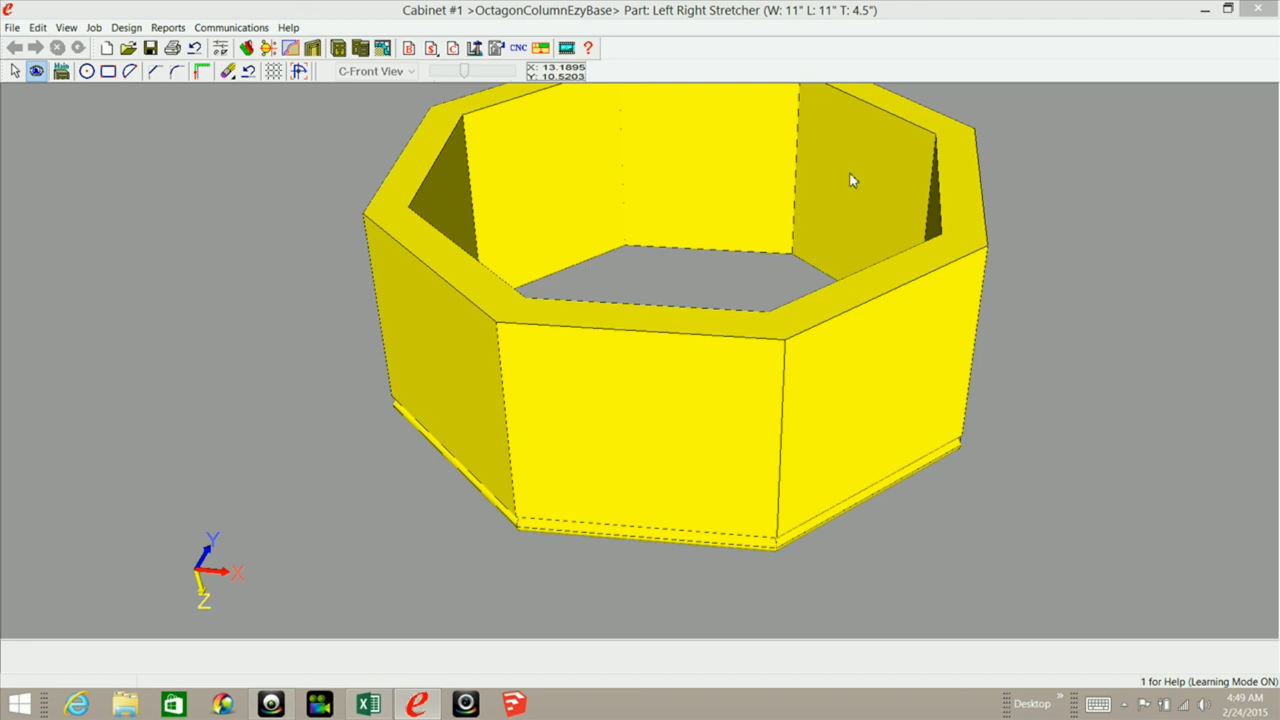 Cabinet #1 >OctagonColumnEzyBase> Part: Left Right Stretcher (W: 11" L: 11" T: 4.5")
File Edit View Job Design Reports Communications Help
B $ C CNC ?
Main C-Front View X: 13.1895
Y: 10.5203
Y
X
Z
1 for Help (Learning Mode ON)
Desktop » 4:49 AM
2/24/2015